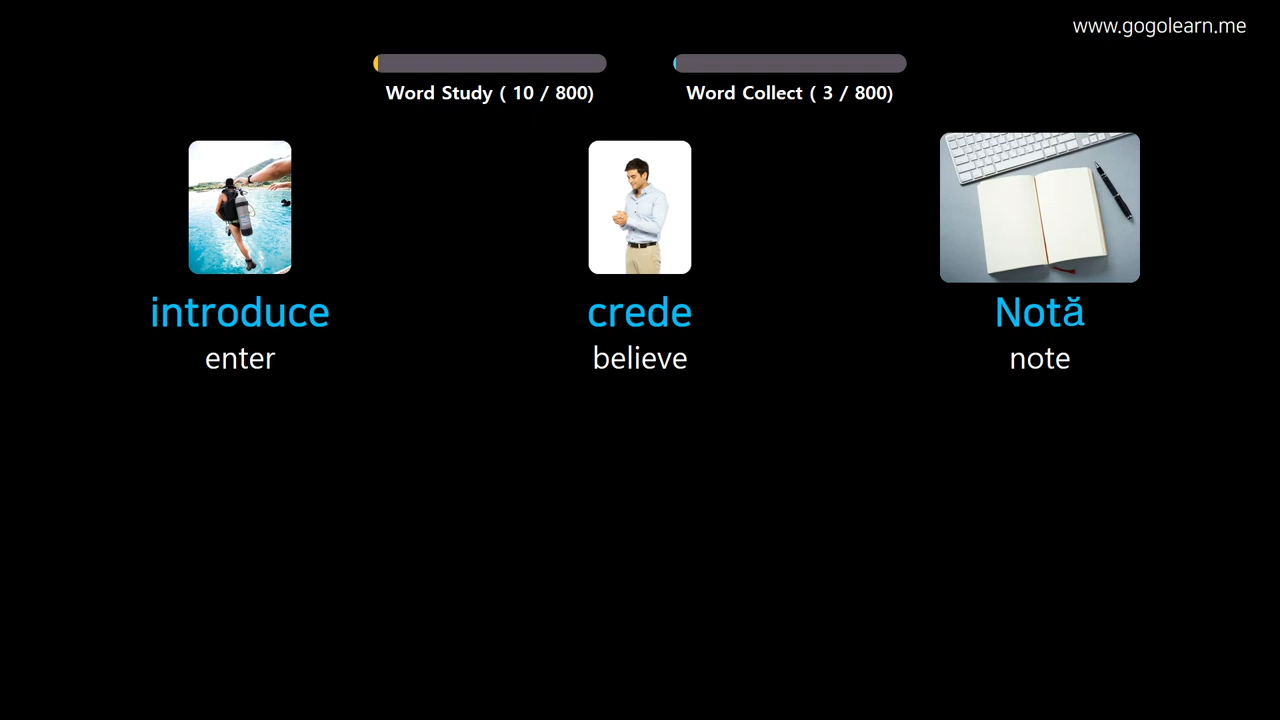 www.gogolearn.me
Word Study ( 10 / 800)
Word Collect ( 3 / 800)
introduce
enter
crede
believe
Notă
note